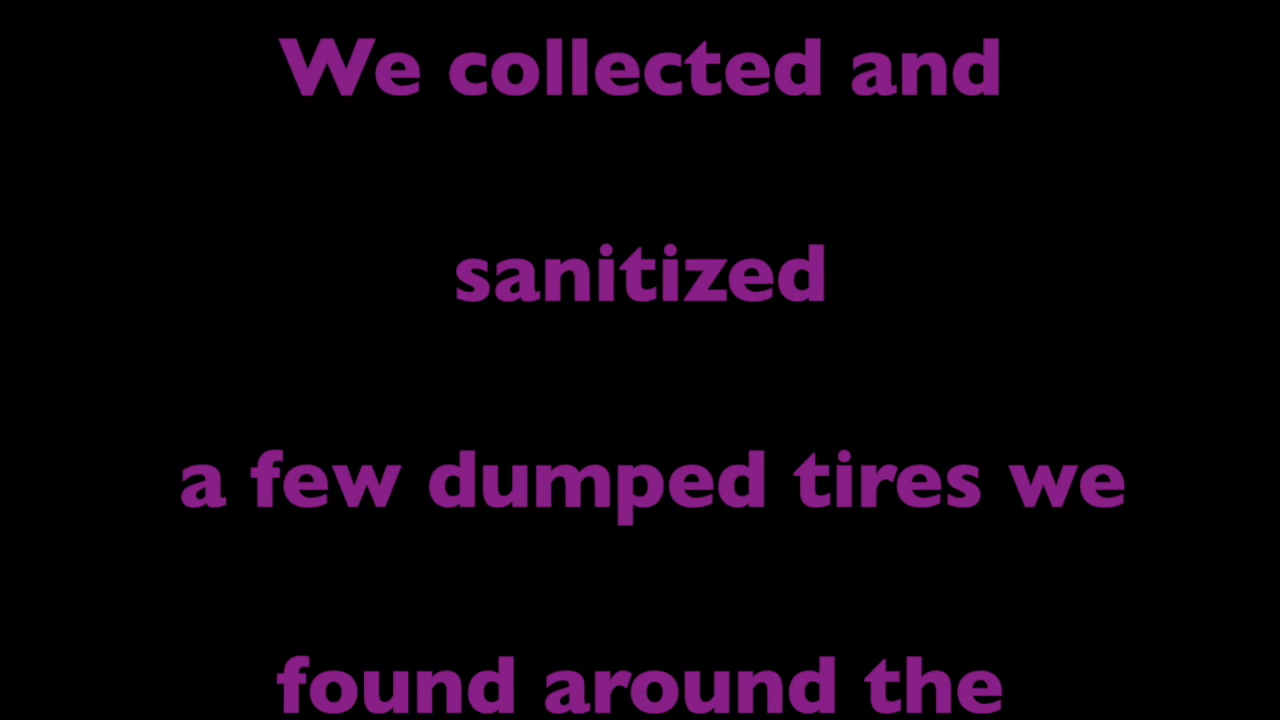 We collected and
sanitized
a few dumped tires we
found around the